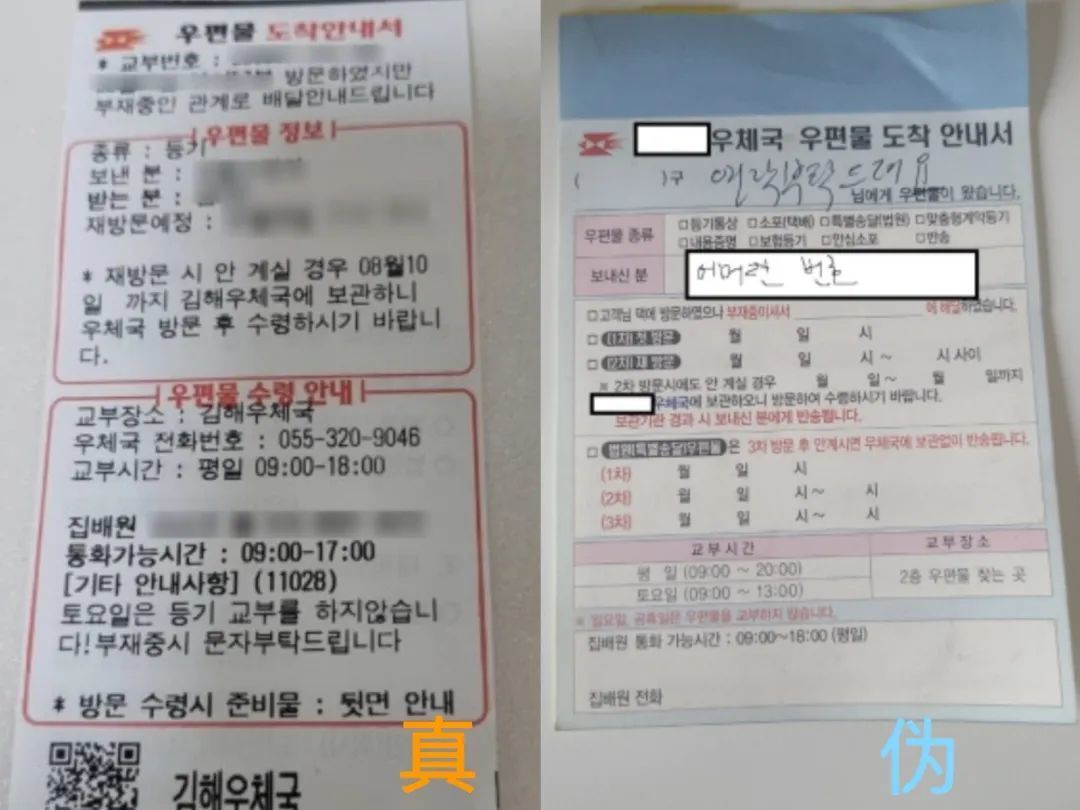 우편물 도착안내서
* 교부번호 :
방문하였지만
부재중인 관계로 배달안내드립니다
우편물 정보
종류 : 등기
보낸 분 :
받는 분 :
재방문예정 :
* 재방문 시 안 계실 경우 08월10
일 까지 김해우체국에 보관하니
우체국 방문 후 수령하시기 바랍니
다.
우편물 수령 안내
교부장소 : 김해우체국
우체국 전화번호 : 055-320-9046
교부시간 : 평일 09:00-18:00
집배원
통화가능시간 : 09:00-17:00
[기타 안내사항] (11028)
토요일은 등기 교부를 하지않습니
다!부재중시 문자부탁드립니다
* 방문 수령시 준비물 : 뒷면 안내
김해우체국
真
우체국 우편물 도착 안내서
( )구 연락부탁드려요
님에게 우편물이 왔습니다.
우편물 종류
□등기통상 □소포(택배) □특별송달(법원) □맞춤형계약등기
□내용증명 □보험등기 □안심소포 □반송
보내신 분
번호
□고객님 댁에 방문하였으나 부재중이셔서 에 배달하였습니다.
□ (1차)첫 방문 월 일 시
□ (2차)재 방문 월 일 시~ 시 사이
※ 2차 방문시에도 안 계실 경우 월 일~ 월 일까지
우체국에 보관하오니 방문하여 수령하시기 바랍니다.
보관기한 경과 시 보내신 분에게 반송됩니다.
□ 법원(특별송달)우편물은 3차 방문 후 안계시면 우체국에 보관없이 반송됩니다.
(1차) 월 일 시
(2차) 월 일 시~ 시
(3차) 월 일 시~ 시
교부시간 교부장소
평 일 (09:00 ~ 20:00)
2층 우편물 찾는 곳
토요일 (09:00 ~ 13:00)
※ 일요일, 공휴일은 우편물을 교부하지 않습니다.
집배원 통화 가능시간 : 09:00~18:00 (평일)
집배원 전화
伪